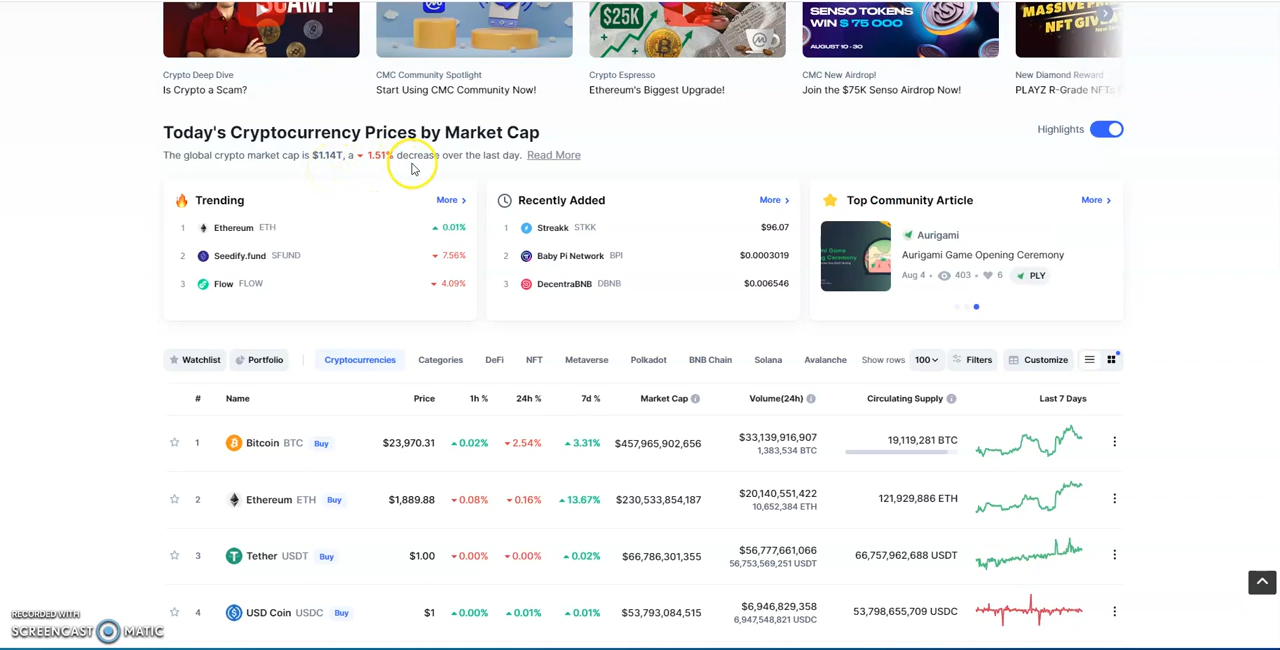 SCAM!
$25K
SENSO TOKENS
WIN $ 75 000
AUGUST 10 - 30
MASSIVE
NFT GIV
Crypto Deep Dive
Is Crypto a Scam?
CMC Community Spotlight
Start Using CMC Community Now!
Crypto Espresso
Ethereum's Biggest Upgrade!
CMC New Airdrop!
Join the $75K Senso Airdrop Now!
New Diamond Reward
PLAYZ R-Grade NFTs
Today's Cryptocurrency Prices by Market Cap
Highlights
The global crypto market cap is $1.14T, a 1.51% decrease over the last day. Read More
Trending More >
1 Ethereum ETH 0.01%
2 Seedify.fund SFUND 7.56%
3 Flow FLOW 4.09%
Recently Added More >
1 Streakk STKK $96.07
2 Baby Pi Network BPI $0.0003019
3 DecentraBNB DBNB $0.006546
Top Community Article More >
Aurigami
Aurigami Game Opening Ceremony
Aug 4 • 403 • 6 PLY
Watchlist Portfolio Cryptocurrencies Categories DeFi NFT Metaverse Polkadot BNB Chain Solana Avalanche Show rows 100 Filters Customize
# Name Price 1h % 24h % 7d % Market Cap Volume(24h) Circulating Supply Last 7 Days
1 Bitcoin BTC Buy $23,970.31 0.02% 2.54% 3.31% $457,965,902,656 $33,139,916,907 19,119,281 BTC
1,383,534 BTC
2 Ethereum ETH Buy $1,889.88 0.08% 0.16% 13.67% $230,533,854,187 $20,140,551,422 121,929,886 ETH
10,652,384 ETH
3 Tether USDT Buy $1.00 0.00% 0.00% 0.02% $66,786,301,355 $56,777,661,066 66,757,962,688 USDT
56,753,569,251 USDT
4 USD Coin USDC Buy $1 0.00% 0.01% 0.01% $53,793,084,515 $6,946,829,358 53,798,655,709 USDC
6,947,548,821 USDC
RECORDED WITH
SCREENCAST MATIC